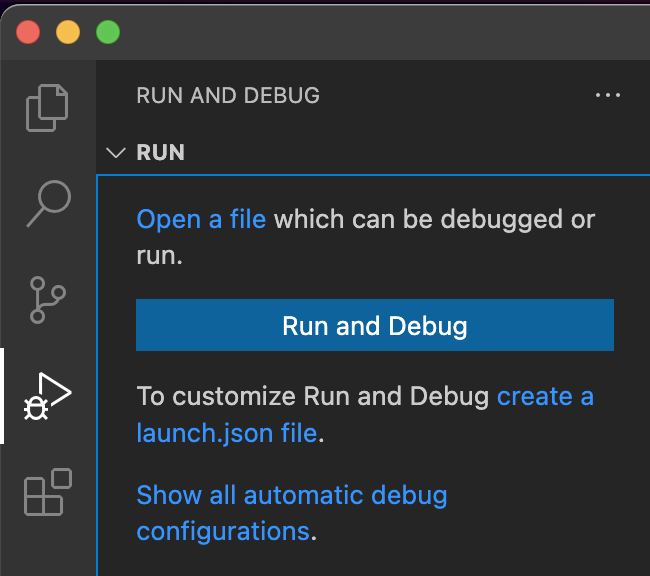 RUN AND DEBUG
RUN
Open a file which can be debugged or
run.
Run and Debug
To customize Run and Debug create a
launch.json file.
Show all automatic debug
configurations.